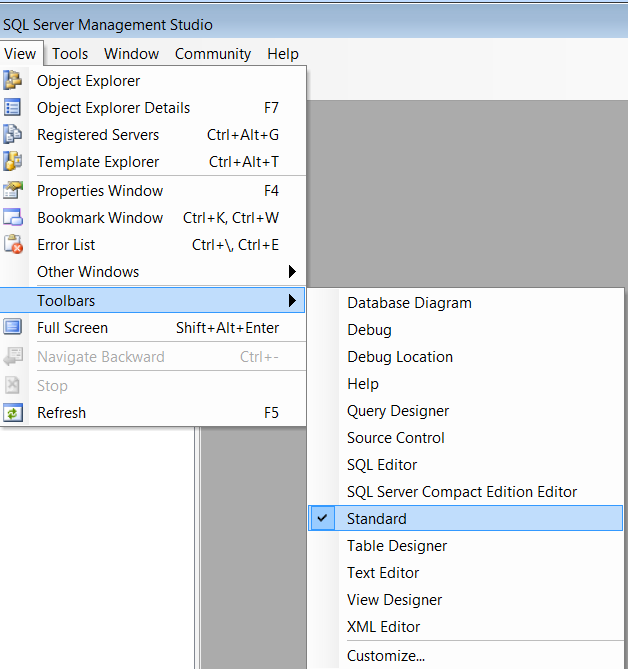 SQL Server Management Studio
View Tools Window Community Help
Object Explorer
Object Explorer Details F7
Registered Servers Ctrl+Alt+G
Template Explorer Ctrl+Alt+T
Properties Window F4
Bookmark Window Ctrl+K, Ctrl+W
Error List Ctrl+\, Ctrl+E
Other Windows
Toolbars
Full Screen Shift+Alt+Enter
Navigate Backward Ctrl+-
Stop
Refresh F5
Database Diagram
Debug
Debug Location
Help
Query Designer
Source Control
SQL Editor
SQL Server Compact Edition Editor
Standard
Table Designer
Text Editor
View Designer
XML Editor
Customize...